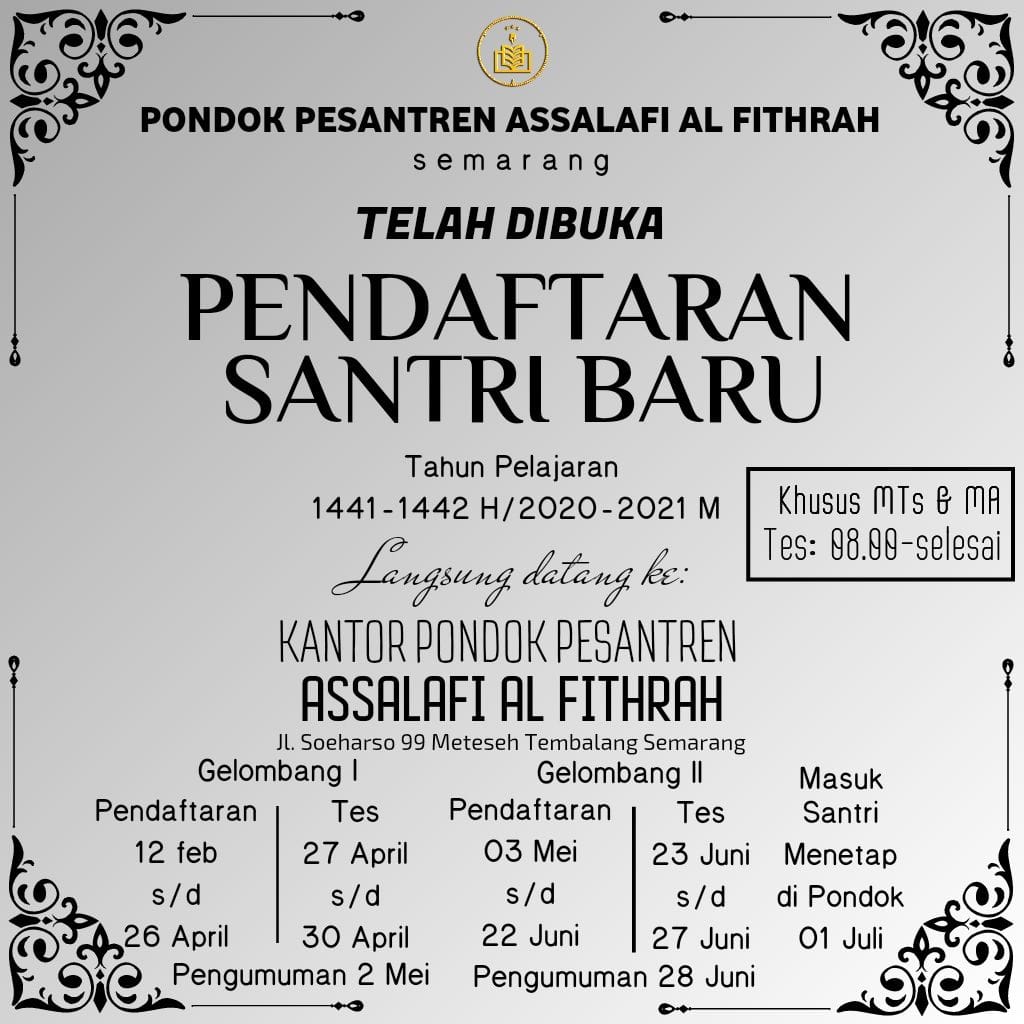 PONDOK PESANTREN ASSALAFI AL FITHRAH
semarang
TELAH DIBUKA
PENDAFTARAN
SANTRI BARU
Tahun Pelajaran
1441-1442 H/2020-2021 M
Khusus MTs & MA
Tes: 08.00-selesai
Langsung datang ke:
KANTOR PONDOK PESANTREN
ASSALAFI AL FITHRAH
Jl. Soeharso 99 Meteseh Tembalang Semarang
Gelombang I
Pendaftaran
12 feb
s/d
26 April
Tes
27 April
s/d
30 April
Pengumuman 2 Mei
Gelombang II
Pendaftaran
03 Mei
s/d
22 Juni
Tes
23 Juni
s/d
27 Juni
Pengumuman 28 Juni
Masuk
Santri
Menetap
di Pondok
01 Juli